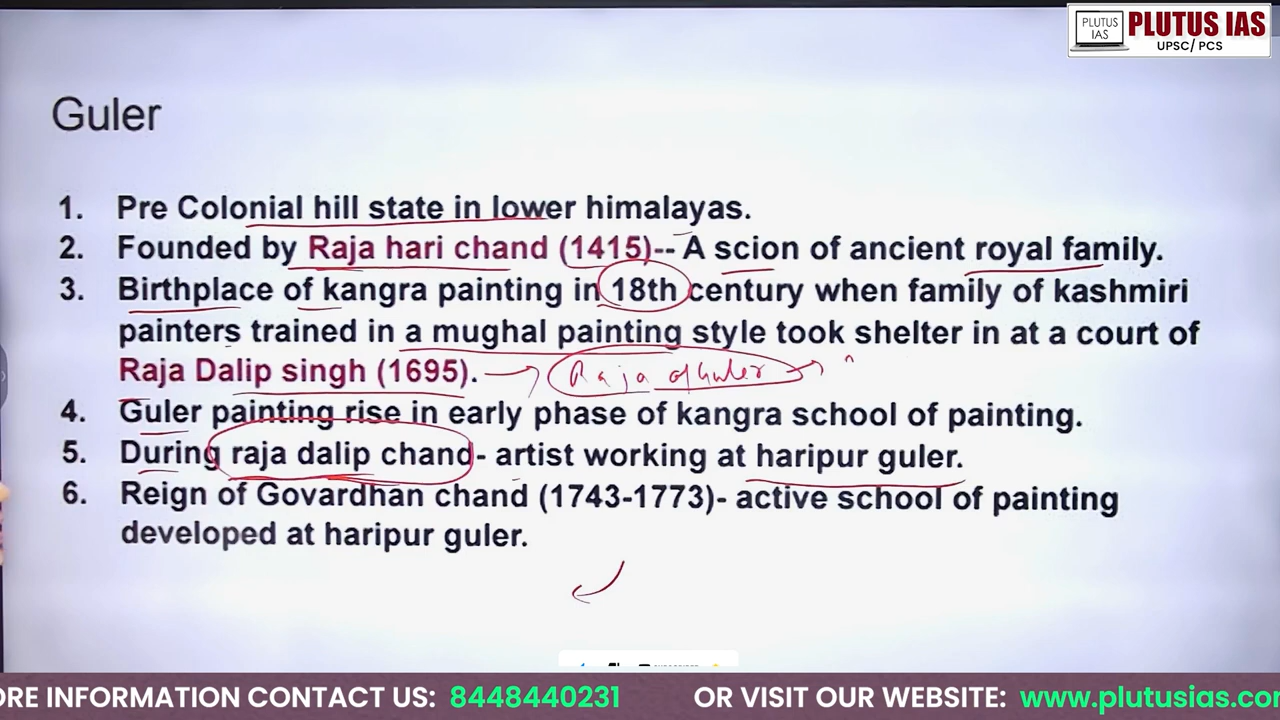 PLUTUS IAS
PLUTUS IAS
UPSC/ PCS
Guler
1. Pre Colonial hill state in lower himalayas.
2. Founded by Raja hari chand (1415)-- A scion of ancient royal family.
3. Birthplace of kangra painting in 18th century when family of kashmiri
painters trained in a mughal painting style took shelter in at a court of
Raja Dalip singh (1695). Raja of Guler
4. Guler painting rise in early phase of kangra school of painting.
5. During raja dalip chand- artist working at haripur guler.
6. Reign of Govardhan chand (1743-1773)- active school of painting
developed at haripur guler.
ORE INFORMATION CONTACT US: 8448440231 OR VISIT OUR WEBSITE: www.plutusias.co